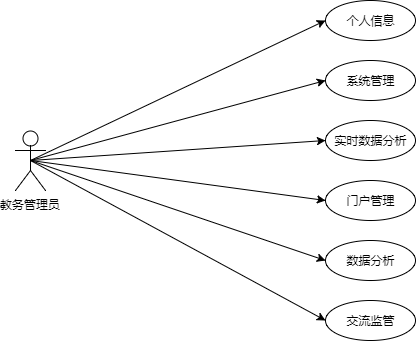 个人信息
系统管理
实时数据分析
门户管理
教务管理员
数据分析
交流监管